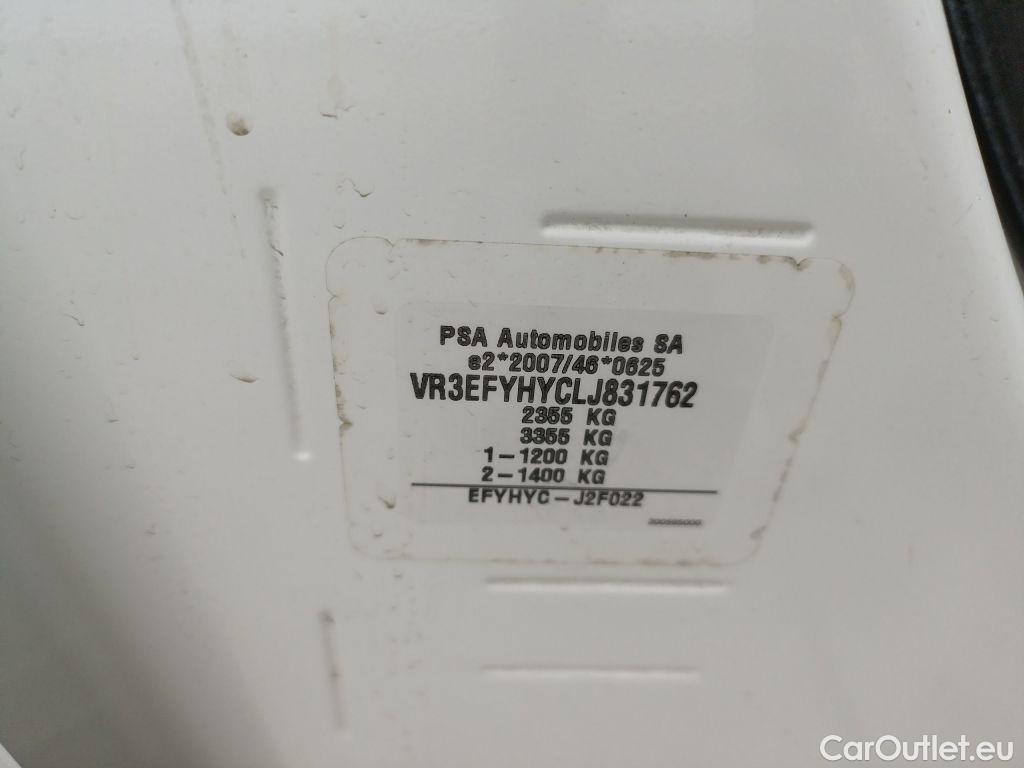 PSA Automobiles SA
e2*2007/46*0625
VR3EFYHYCLJ831762
2355 KG
3355 KG
1-1200 KG
2-1400 KG
EFYHYC-J2F022
CarOutlet.eu